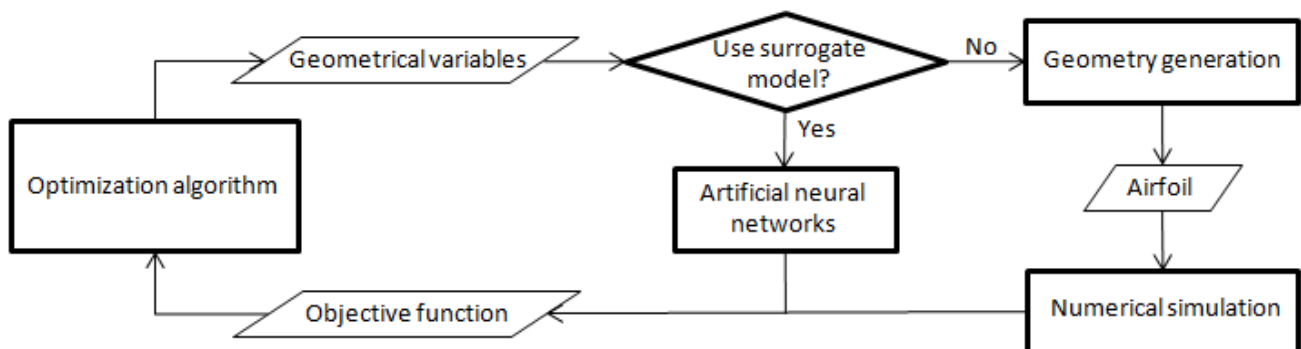 Geometrical variables
Use surrogate
model?
No
Geometry generation
Yes
Optimization algorithm
Artificial neural
networks
Airfoil
Objective function
Numerical simulation